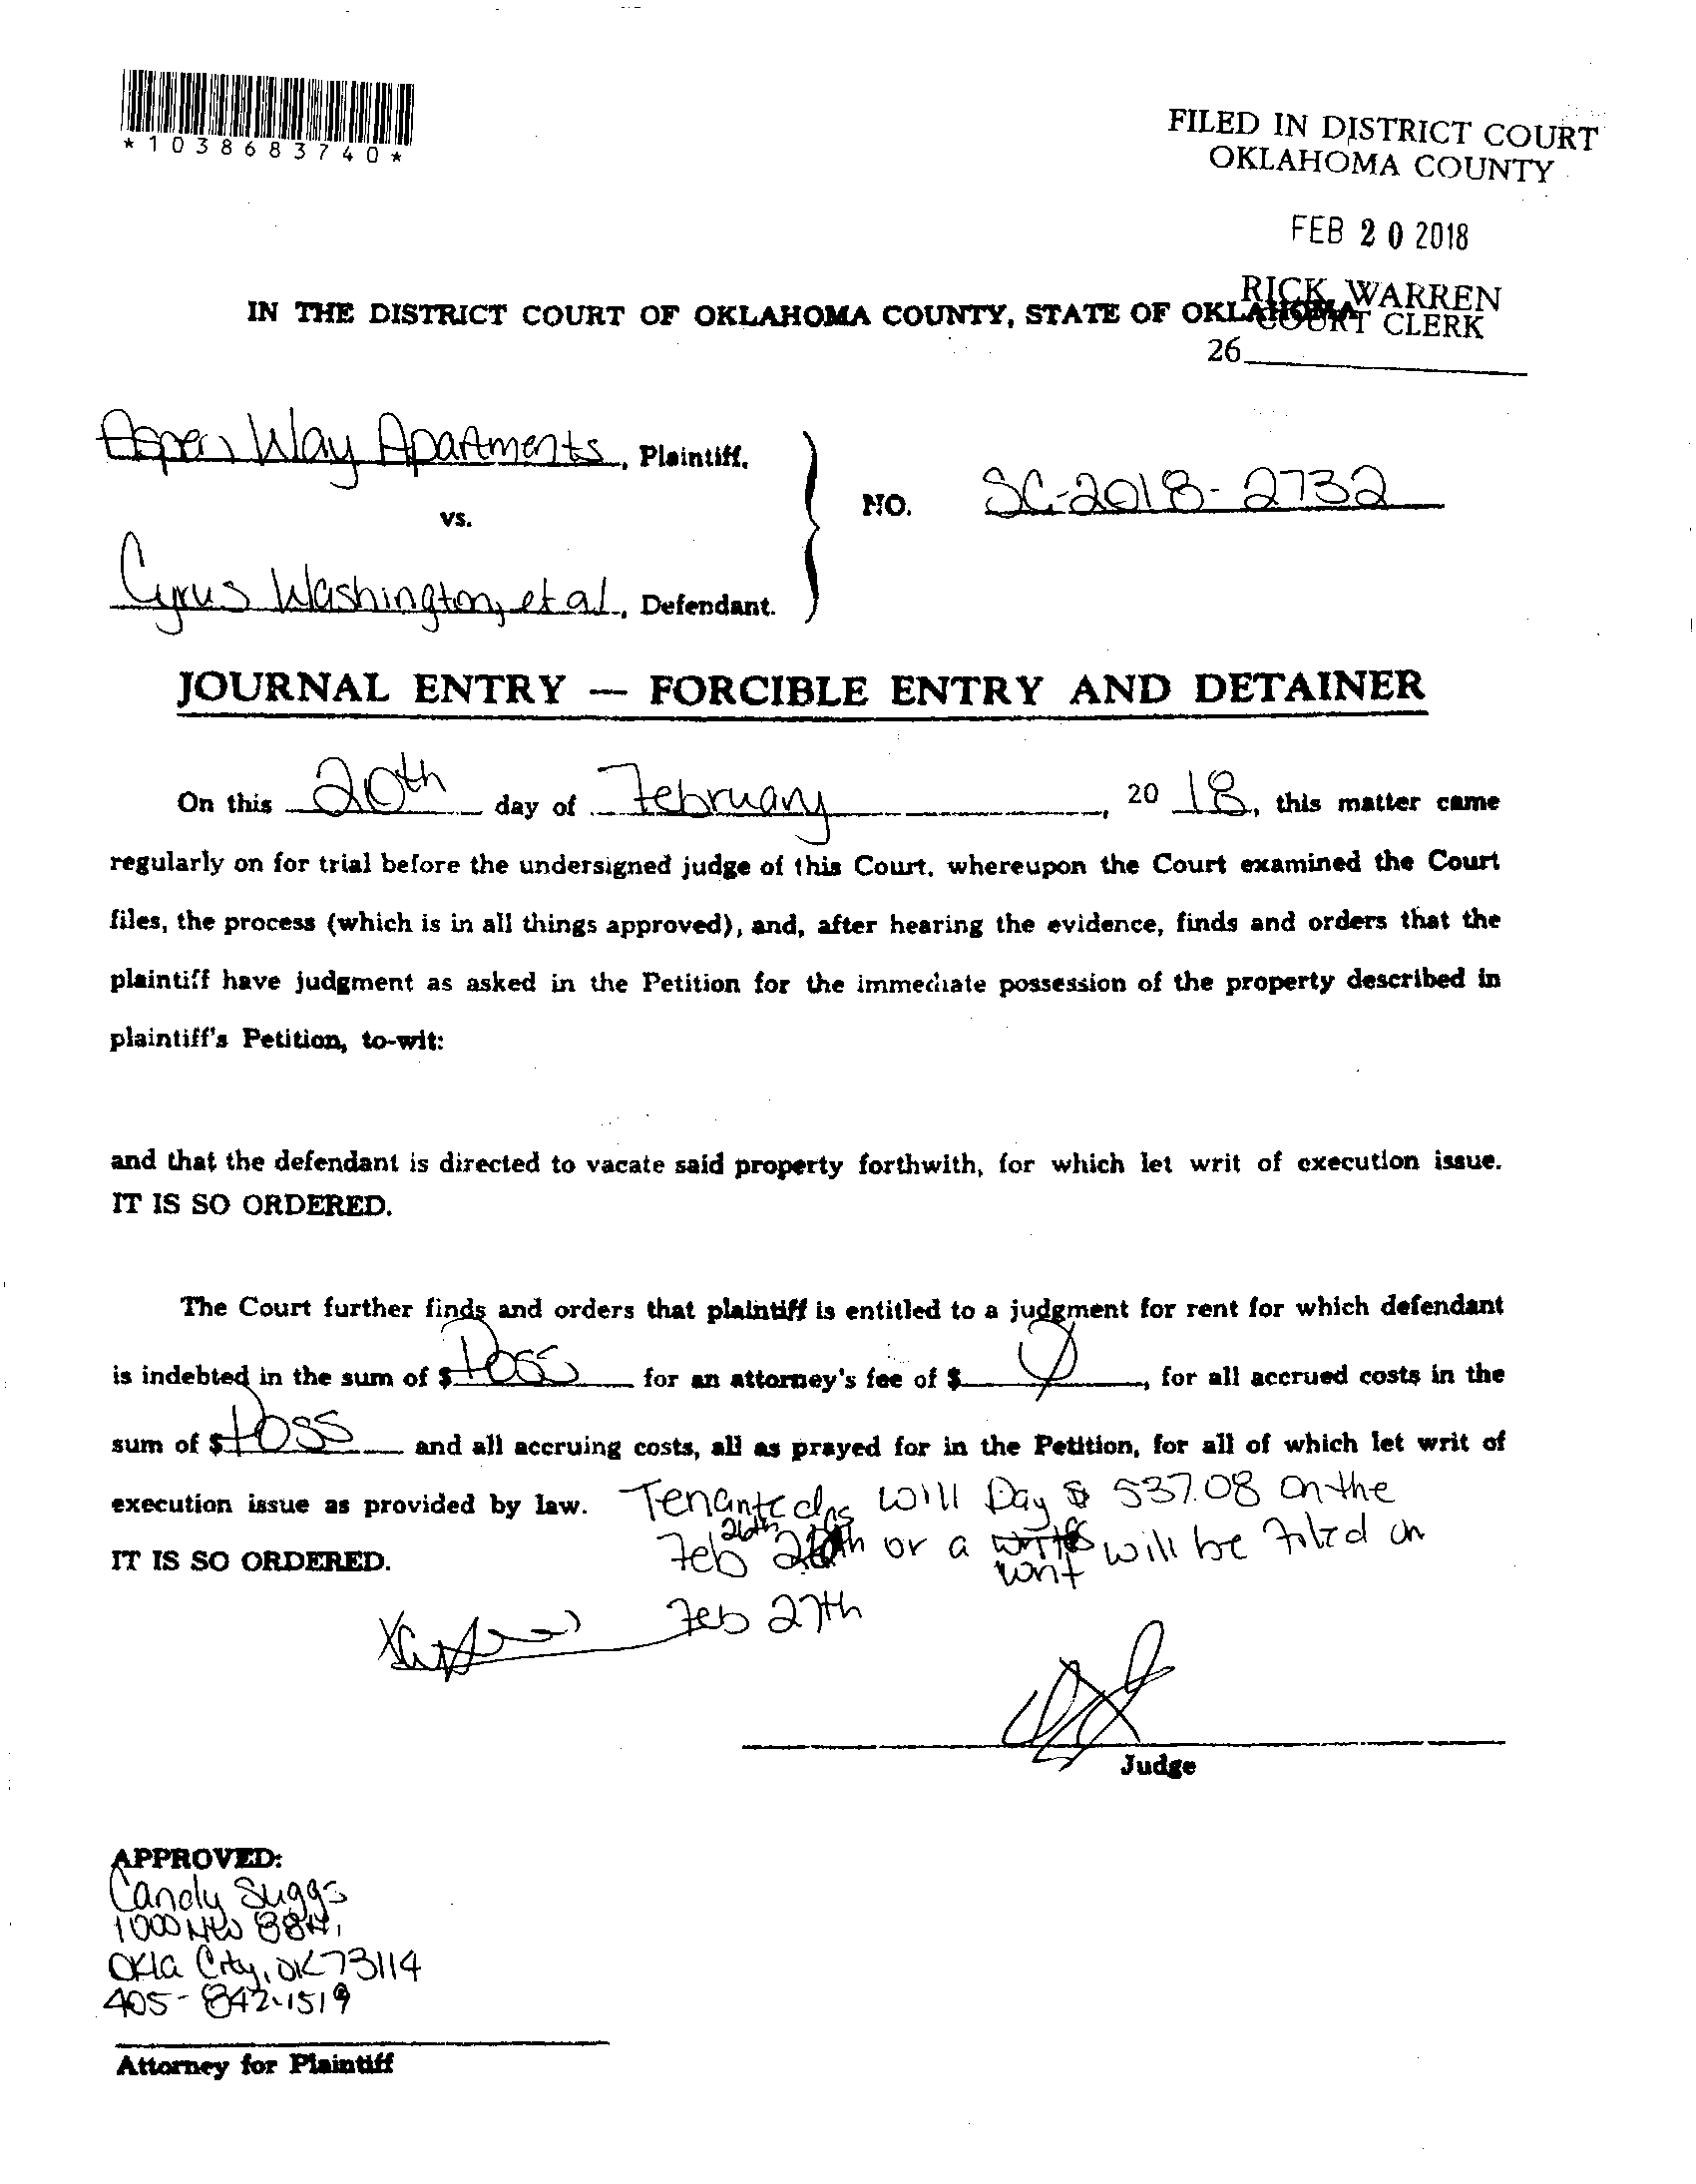 *1038683740*
FILED IN DISTRICT COURT
OKLAHOMA COUNTY
FEB 20 2018
RICK WARREN
COURT CLERK
26
IN THE DISTRICT COURT OF OKLAHOMA COUNTY, STATE OF OKLAHOMA
Aspen Way Apartments, Plaintiff,
vs.
NO. SC-2018-2732
Cyrus Washington, et al., Defendant.
JOURNAL ENTRY — FORCIBLE ENTRY AND DETAINER
On this 20th day of February, 20 18, this matter came
regularly on for trial before the undersigned judge of this Court, whereupon the Court examined the Court
files, the process (which is in all things approved), and, after hearing the evidence, finds and orders that the
plaintiff have judgment as asked in the Petition for the immediate possession of the property described in
plaintiff's Petition, to-wit:
and that the defendant is directed to vacate said property forthwith, for which let writ of execution issue.
IT IS SO ORDERED.
The Court further finds and orders that plaintiff is entitled to a judgment for rent for which defendant
is indebted in the sum of $ Poss for an attorney's fee of $ , for all accrued costs in the
sum of $ Poss and all accruing costs, all as prayed for in the Petition, for all of which let writ of
execution issue as provided by law. will Pay $ 537.08 on the
IT IS SO ORDERED. Feb 26th or a writ will be filed on
Feb 27th
Judge
APPROVED:
Candy Suggs
1000 NW 88th,
Okla City, OK 73114
405-842-1519
Attorney for Plaintiff